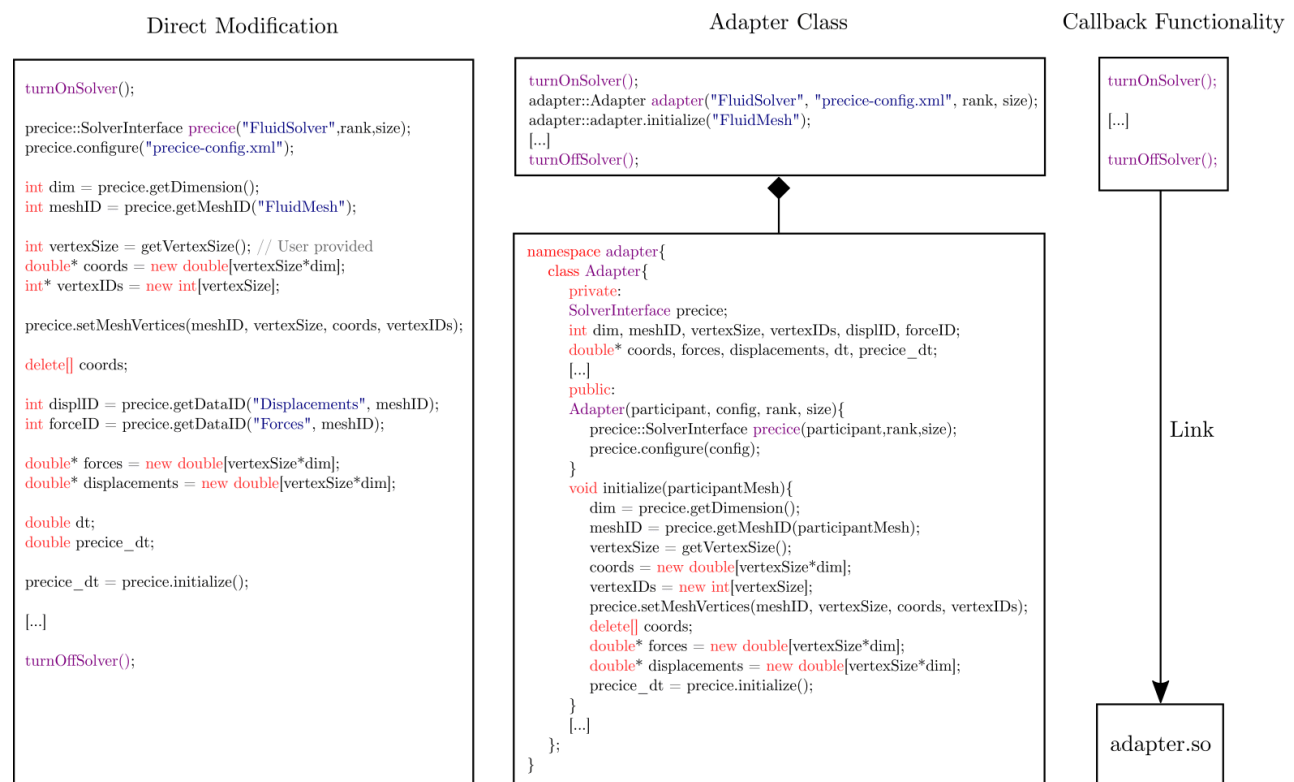 Direct Modification
turnOnSolver();
precice::SolverInterface precice("FluidSolver",rank,size);
precice.configure("precice-config.xml");
int dim = precice.getDimension();
int meshID = precice.getMeshID("FluidMesh");
int vertexSize = getVertexSize(); // User provided
double* coords = new double[vertexSize*dim];
int* vertexIDs = new int[vertexSize];
precice.setMeshVertices(meshID, vertexSize, coords, vertexIDs);
delete[] coords;
int displID = precice.getDataID("Displacements", meshID);
int forceID = precice.getDataID("Forces", meshID);
double* forces = new double[vertexSize*dim];
double* displacements = new double[vertexSize*dim];
double dt;
double precice_dt;
precice_dt = precice.initialize();
[...]
turnOffSolver();
Adapter Class
turnOnSolver();
adapter::Adapter adapter("FluidSolver", "precice-config.xml", rank, size);
adapter::adapter.initialize("FluidMesh");
[...]
turnOffSolver();
namespace adapter{
class Adapter{
private:
SolverInterface precice;
int dim, meshID, vertexSize, vertexIDs, displID, forceID;
double* coords, forces, displacements, dt, precice_dt;
[...]
public:
Adapter(participant, config, rank, size){
precice::SolverInterface precice(participant,rank,size);
precice.configure(config);
}
void initialize(participantMesh){
dim = precice.getDimension();
meshID = precice.getMeshID(participantMesh);
vertexSize = getVertexSize();
coords = new double[vertexSize*dim];
vertexIDs = new int[vertexSize];
precice.setMeshVertices(meshID, vertexSize, coords, vertexIDs);
delete[] coords;
double* forces = new double[vertexSize*dim];
double* displacements = new double[vertexSize*dim];
precice_dt = precice.initialize();
}
[...]
};
}
Callback Functionality
turnOnSolver();
[...]
turnOffSolver();
Link
adapter.so